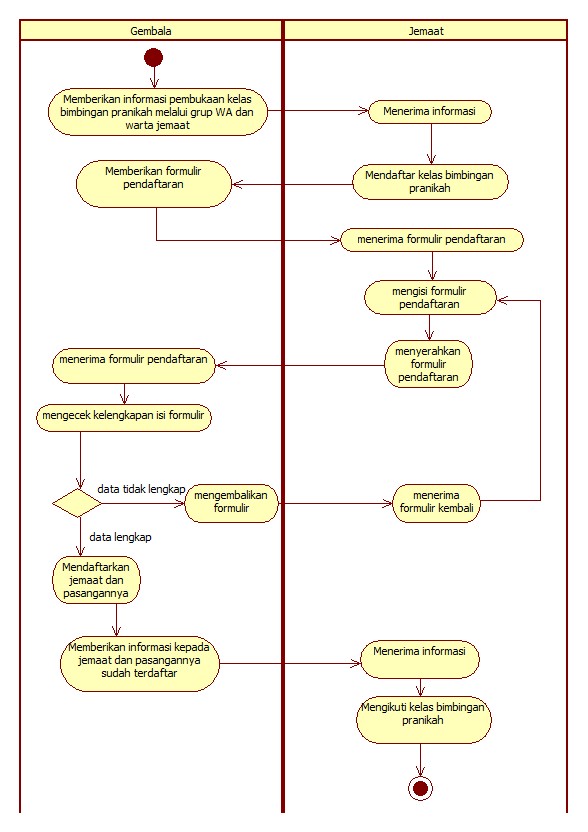 Gembala
Jemaat
Memberikan informasi pembukaan kelas
bimbingan pranikah melalui grup WA dan
warta jemaat
Menerima informasi
Memberikan formulir
pendaftaran
Mendaftar kelas bimbingan
pranikah
menerima formulir pendaftaran
mengisi formulir
pendaftaran
menyerahkan
formulir
pendaftaran
menerima formulir pendaftaran
mengecek kelengkapan isi formulir
data tidak lengkap
mengembalikan
formulir
menerima
formulir kembali
data lengkap
Mendaftarkan
jemaat dan
pasangannya
Memberikan informasi kepada
jemaat dan pasangannya
sudah terdaftar
Menerima informasi
Mengikuti kelas bimbingan
pranikah